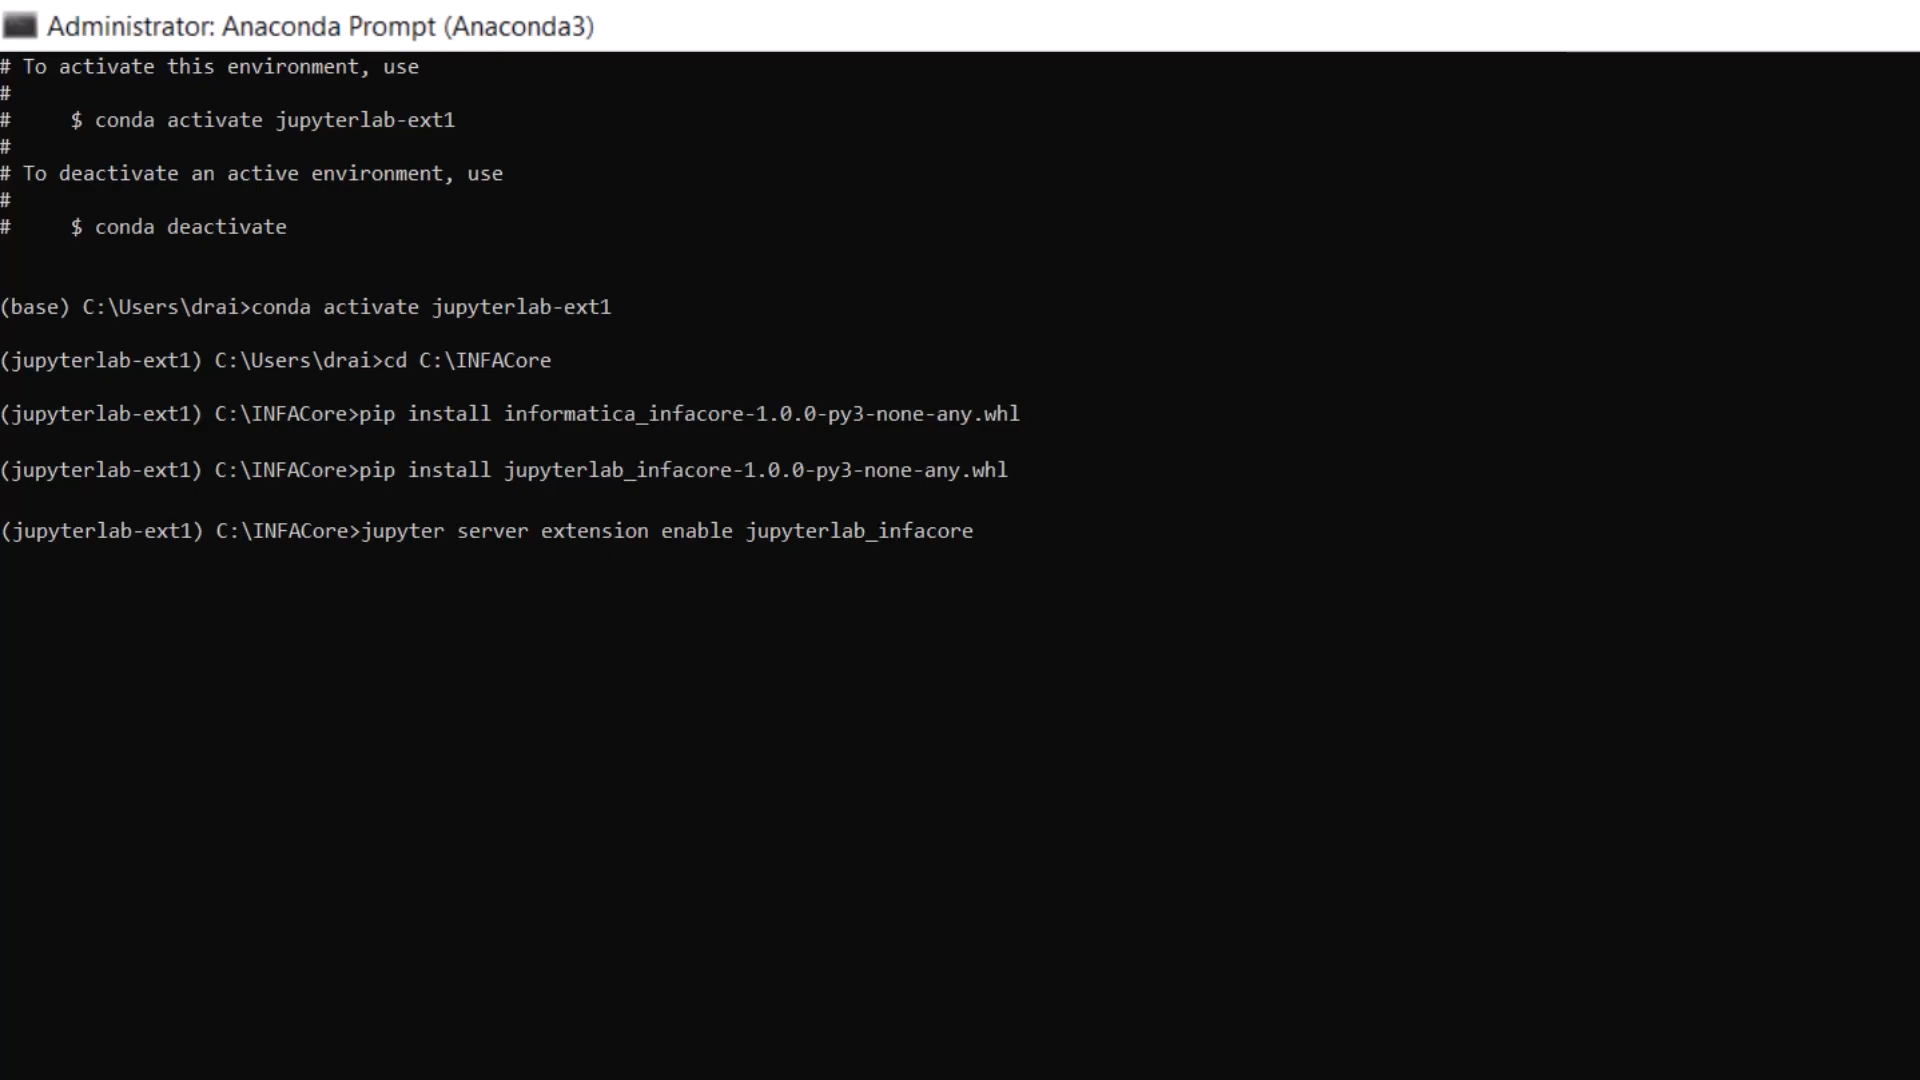 Administrator: Anaconda Prompt (Anaconda3)
# To activate this environment, use
#
#     $ conda activate jupyterlab-ext1
#
# To deactivate an active environment, use
#
#     $ conda deactivate
(base) C:\Users\drai>conda activate jupyterlab-ext1
(jupyterlab-ext1) C:\Users\drai>cd C:\INFACore
(jupyterlab-ext1) C:\INFACore>pip install informatica_infacore-1.0.0-py3-none-any.whl
(jupyterlab-ext1) C:\INFACore>pip install jupyterlab_infacore-1.0.0-py3-none-any.whl
(jupyterlab-ext1) C:\INFACore>jupyter server extension enable jupyterlab_infacore